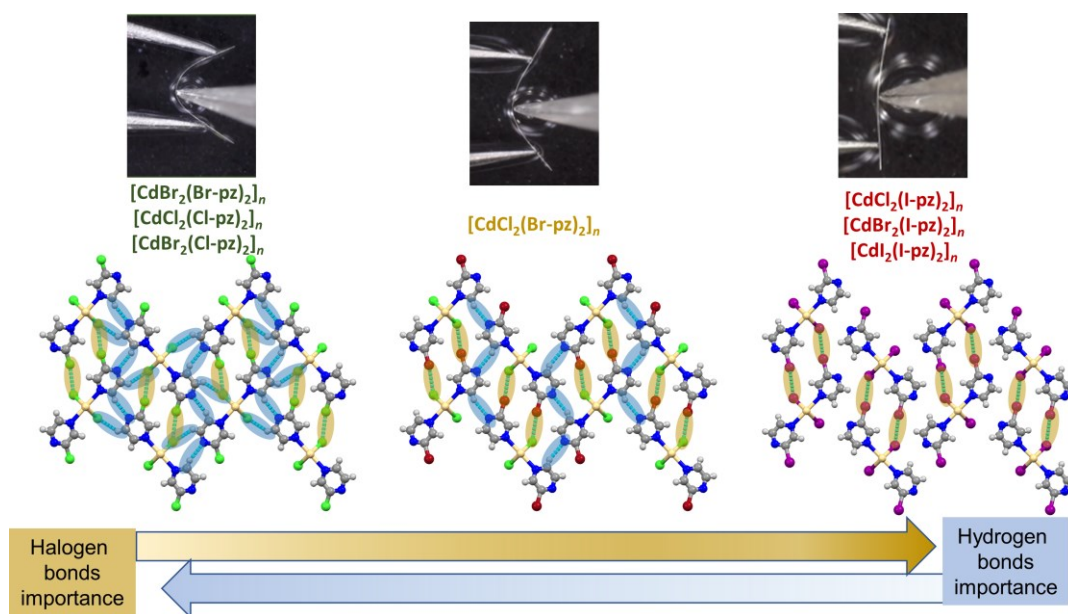 [CdBr₂(Br-pz)₂]ₙ
[CdCl₂(Cl-pz)₂]ₙ
[CdBr₂(Cl-pz)₂]ₙ
[CdCl₂(Br-pz)₂]ₙ
[CdCl₂(I-pz)₂]ₙ
[CdBr₂(I-pz)₂]ₙ
[CdI₂(I-pz)₂]ₙ
Halogen
bonds
importance
Hydrogen
bonds
importance